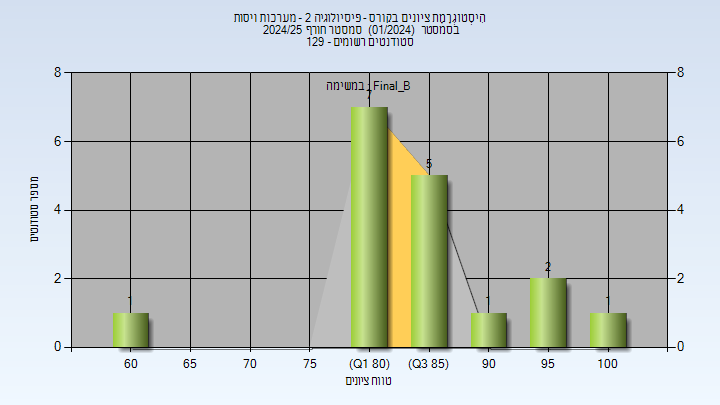 היסטוגרמת ציונים בקורס - פיסיולוגיה 2 - מערכות ויסות
בסמסטר (01/2024) סמסטר חורף 2024/25
סטודנטים רשומים - 129
במשימה : Final_B
8 8
7
6 6
5
מספר סטודנטים
4 4
2 2
2
1 1 1
0 0
60 65 70 75 (Q1 80) (Q3 85) 90 95 100
טווח ציונים